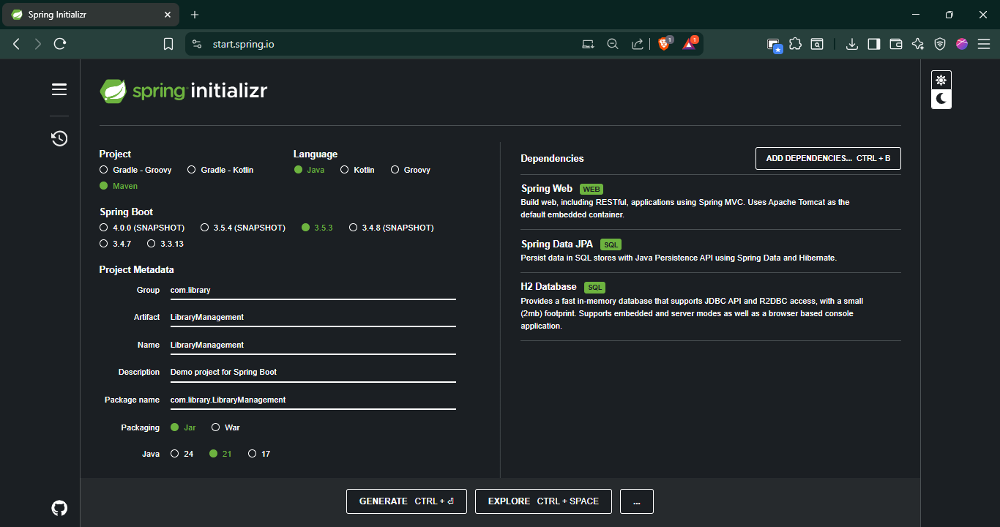 Spring Initializr
start.spring.io
1
1
spring initializr
Project
Gradle - Groovy
Gradle - Kotlin
Maven
Language
Java
Kotlin
Groovy
Spring Boot
4.0.0 (SNAPSHOT)
3.5.4 (SNAPSHOT)
3.5.3
3.4.8 (SNAPSHOT)
3.4.7
3.3.13
Project Metadata
Group com.library
Artifact LibraryManagement
Name LibraryManagement
Description Demo project for Spring Boot
Package name com.library.LibraryManagement
Packaging Jar War
Java 24 21 17
Dependencies
ADD DEPENDENCIES... CTRL + B
Spring Web WEB
Build web, including RESTful, applications using Spring MVC. Uses Apache Tomcat as the
default embedded container.
Spring Data JPA SQL
Persist data in SQL stores with Java Persistence API using Spring Data and Hibernate.
H2 Database SQL
Provides a fast in-memory database that supports JDBC API and R2DBC access, with a small
(2mb) footprint. Supports embedded and server modes as well as a browser based console
application.
GENERATE CTRL + ⏎
EXPLORE CTRL + SPACE
...